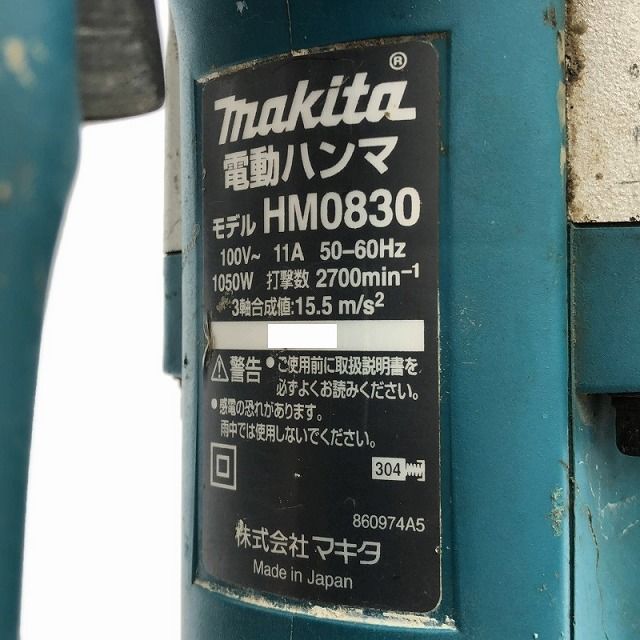 makita®
電動ハンマ
モデル HM0830
100V~ 11A 50-60Hz
1050W 打撃数 2700min⁻¹
3軸合成値:15.5 m/s²
⚠警告 •ご使用前に取扱説明書を
必ずよくお読みください。
•感電の恐れがあります。
雨中では使用しないでください。
304
860974A5
株式会社マキタ
Made in Japan